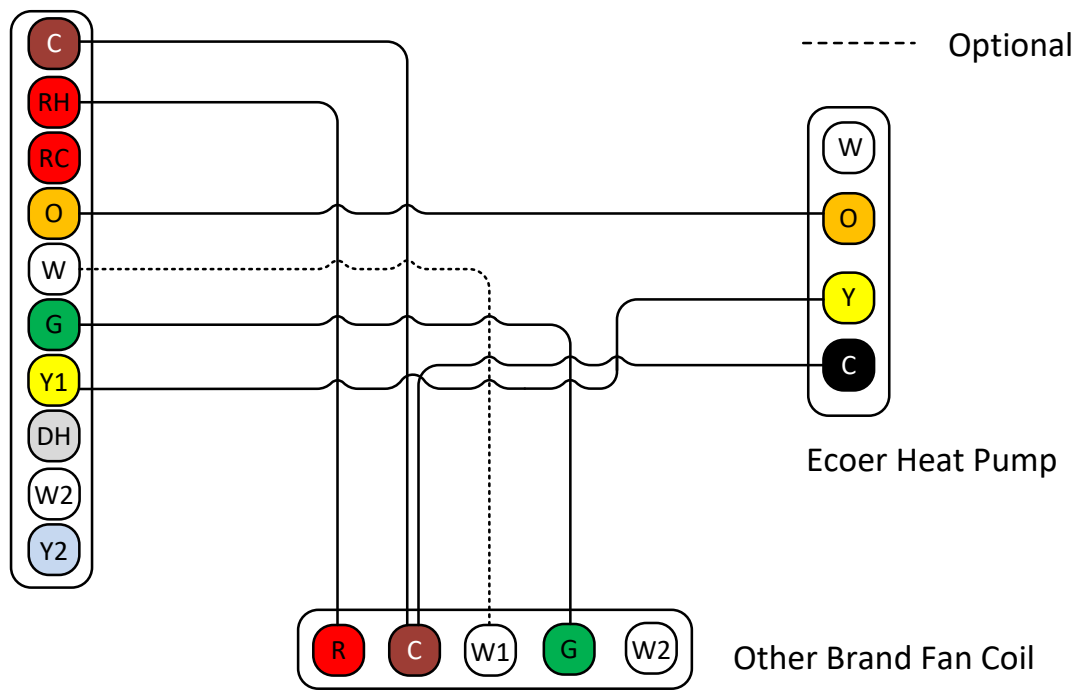 C
RH
RC
O
W
G
Y1
DH
W2
Y2
Optional
W
O
Y
C
Ecoer Heat Pump
R
C
W1
G
W2
Other Brand Fan Coil